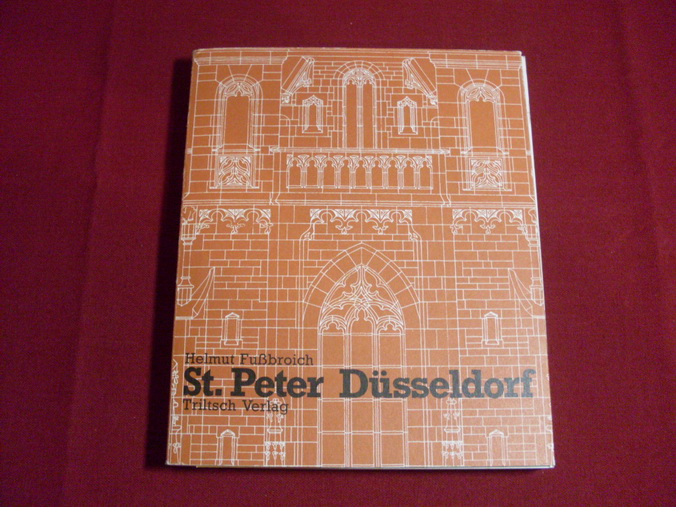 Helmut Fußbroich
St. Peter Düsseldorf
Triltsch Verlag